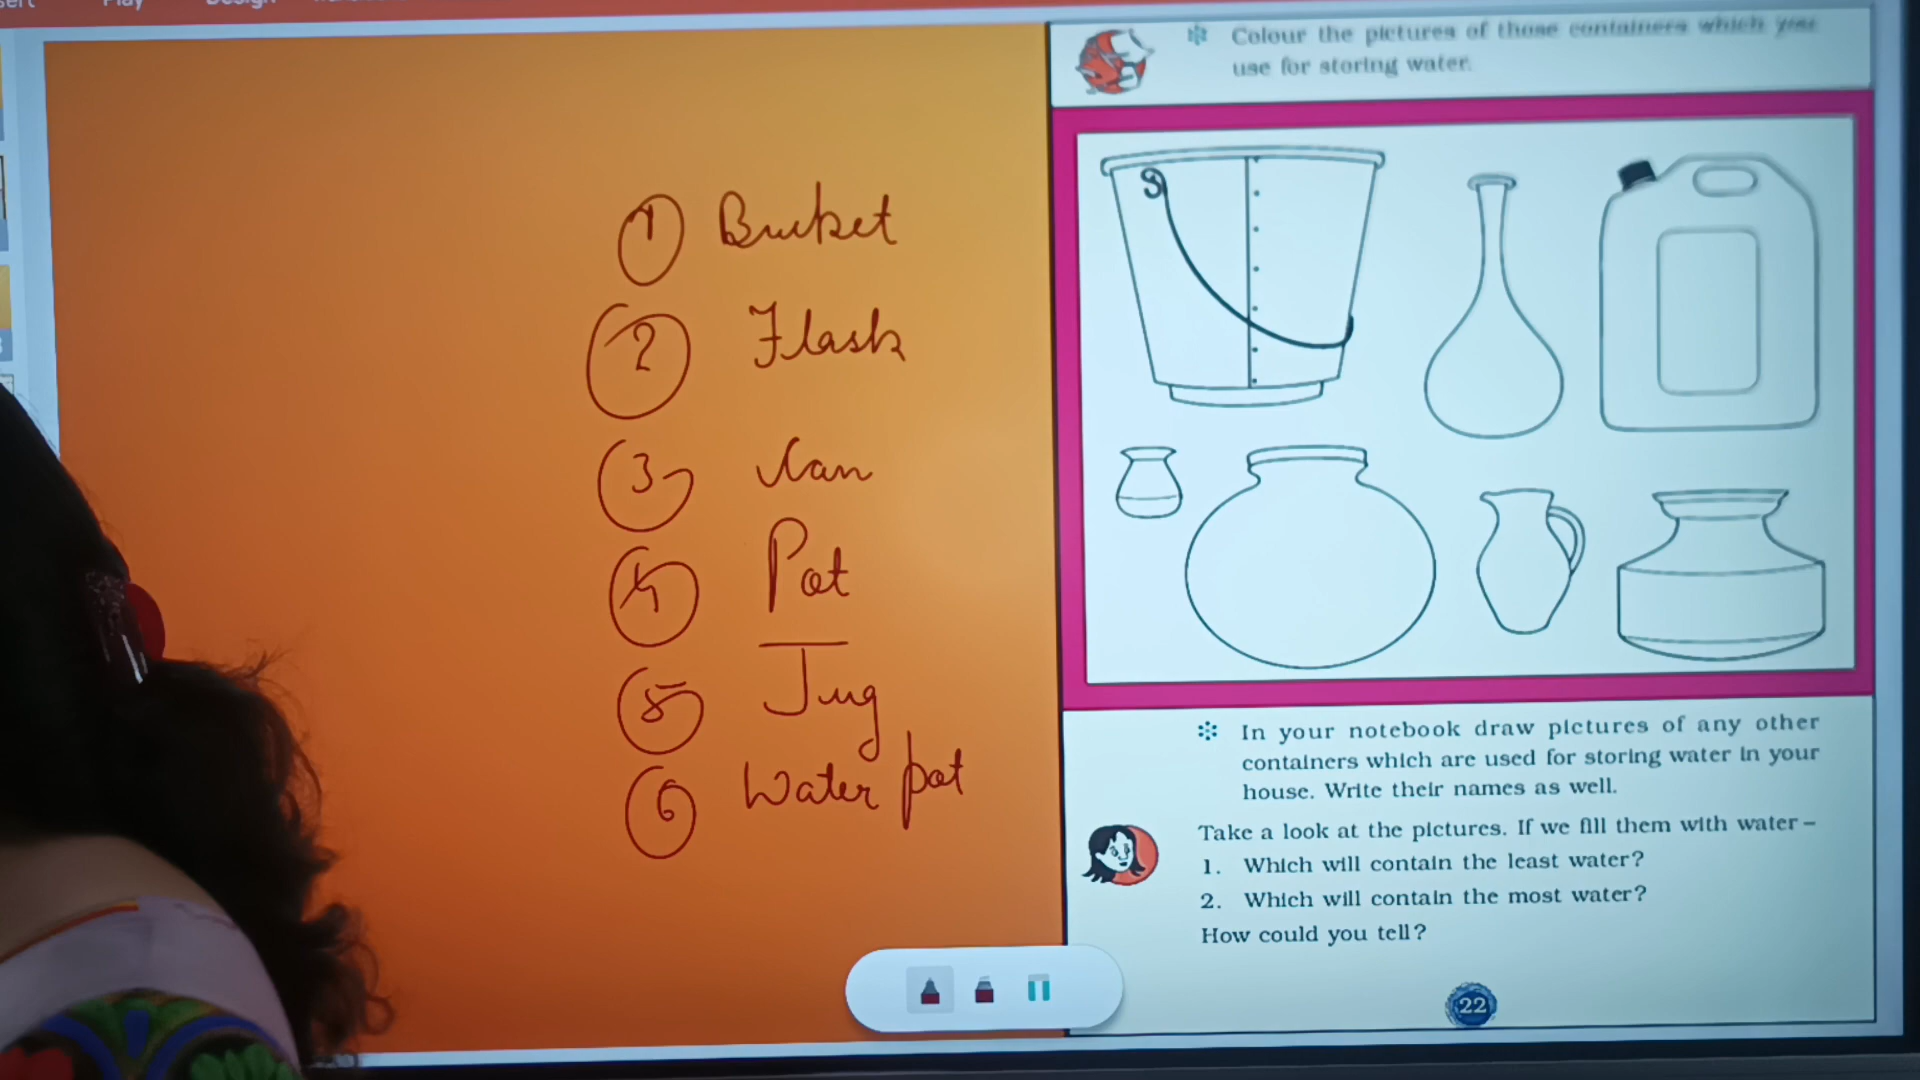 Play
Design
1 Bucket
2 Flask
3 Can
4 Pot
5 Jug
6 Water pot
Colour the pictures of those containers which you
use for storing water.
In your notebook draw pictures of any other
containers which are used for storing water in your
house. Write their names as well.
Take a look at the pictures. If we fill them with water –
1. Which will contain the least water?
2. Which will contain the most water?
How could you tell?
22